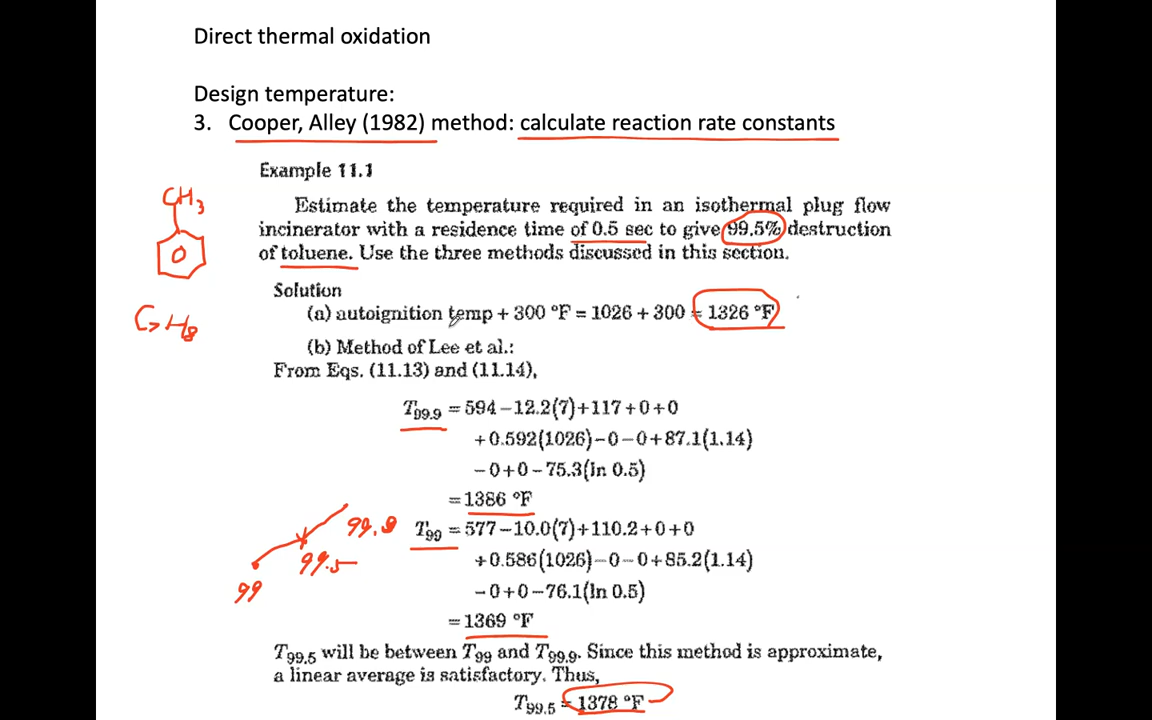 Direct thermal oxidation
Design temperature:
3. Cooper, Alley (1982) method: calculate reaction rate constants
Example 11.1
Estimate the temperature required in an isothermal plug flow
incinerator with a residence time of 0.5 sec to give 99.5% destruction
of toluene. Use the three methods discussed in this section.
CH3
C7H8
Solution
(a) autoignition temp + 300 °F = 1026 + 300 = 1326 °F
(b) Method of Lee et al.:
From Eqs. (11.13) and (11.14),
T99.9 = 594 − 12.2(7) + 117 + 0 + 0
+ 0.592(1026) − 0 − 0 + 87.1(1.14)
− 0 + 0 − 75.3(ln 0.5)
= 1386 °F
T99 = 577 − 10.0(7) + 110.2 + 0 + 0
+ 0.586(1026) − 0 − 0 + 85.2(1.14)
− 0 + 0 − 76.1(ln 0.5)
= 1369 °F
99.9
99.5
99
T99.5 will be between T99 and T99.9. Since this method is approximate,
a linear average is satisfactory. Thus,
T99.5 = 1378 °F